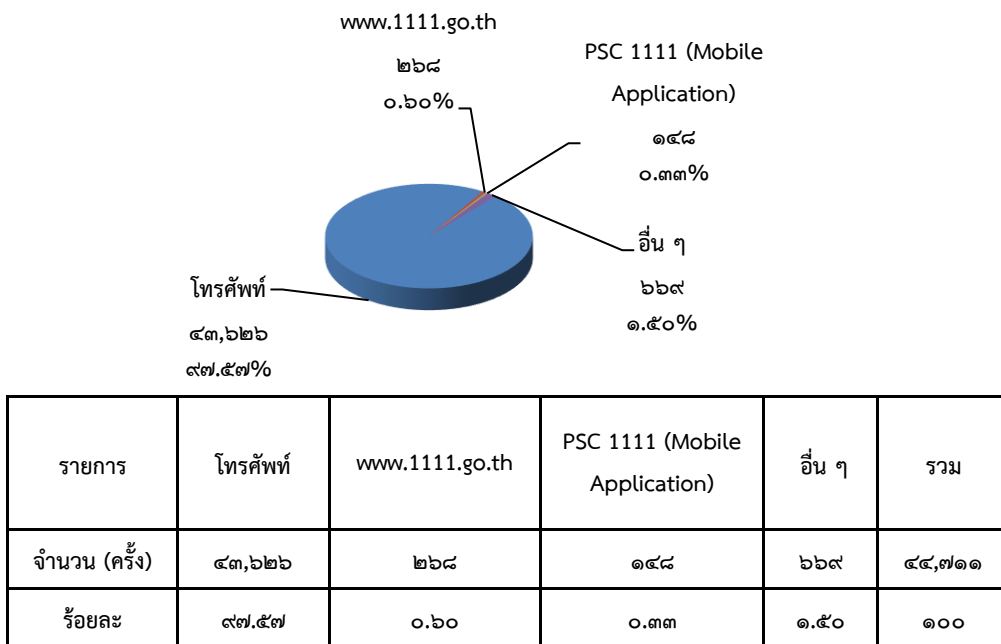 www.1111.go.th
๒๖๘
๐.๖๐%
PSC 1111 (Mobile
Application)
๑๔๘
๐.๓๓%
อื่น ๆ
๖๖๙
๑.๕๐%
โทรศัพท์
๔๓,๖๒๖
๙๗.๕๗%
รายการ โทรศัพท์ www.1111.go.th PSC 1111 (Mobile Application) อื่น ๆ รวม
จำนวน (ครั้ง) ๔๓,๖๒๖ ๒๖๘ ๑๔๘ ๖๖๙ ๔๔,๗๑๑
ร้อยละ ๙๗.๕๗ ๐.๖๐ ๐.๓๓ ๑.๕๐ ๑๐๐